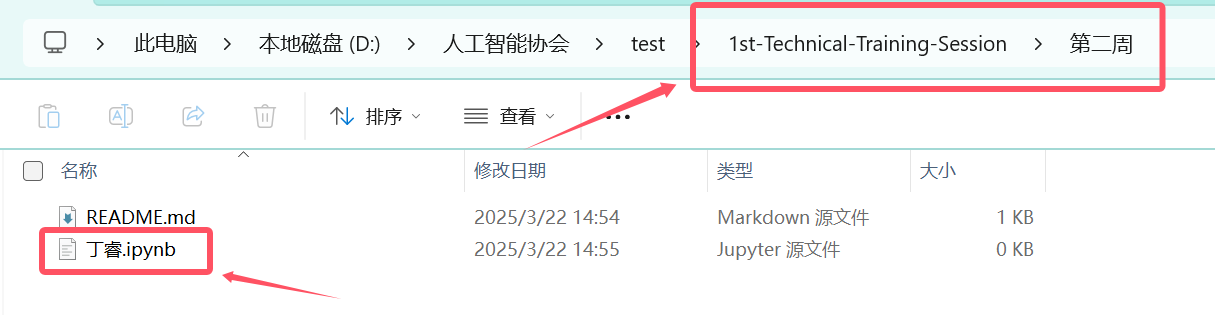 此电脑 > 本地磁盘 (D:) > 人工智能协会 > test > 1st-Technical-Training-Session > 第二周
排序 查看 •••
名称 修改日期 类型 大小
README.md 2025/3/22 14:54 Markdown 源文件 1 KB
丁睿.ipynb 2025/3/22 14:55 Jupyter 源文件 0 KB